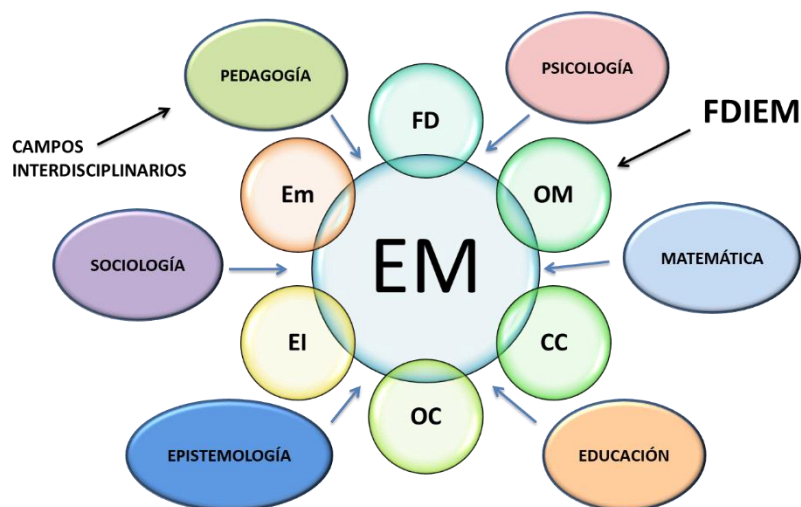 PEDAGOGÍA
PSICOLOGÍA
FD
FDIEM
CAMPOS
INTERDISCIPLINARIOS
Em
OM
EM
SOCIOLOGÍA
MATEMÁTICA
EI
CC
OC
EPISTEMOLOGÍA
EDUCACIÓN